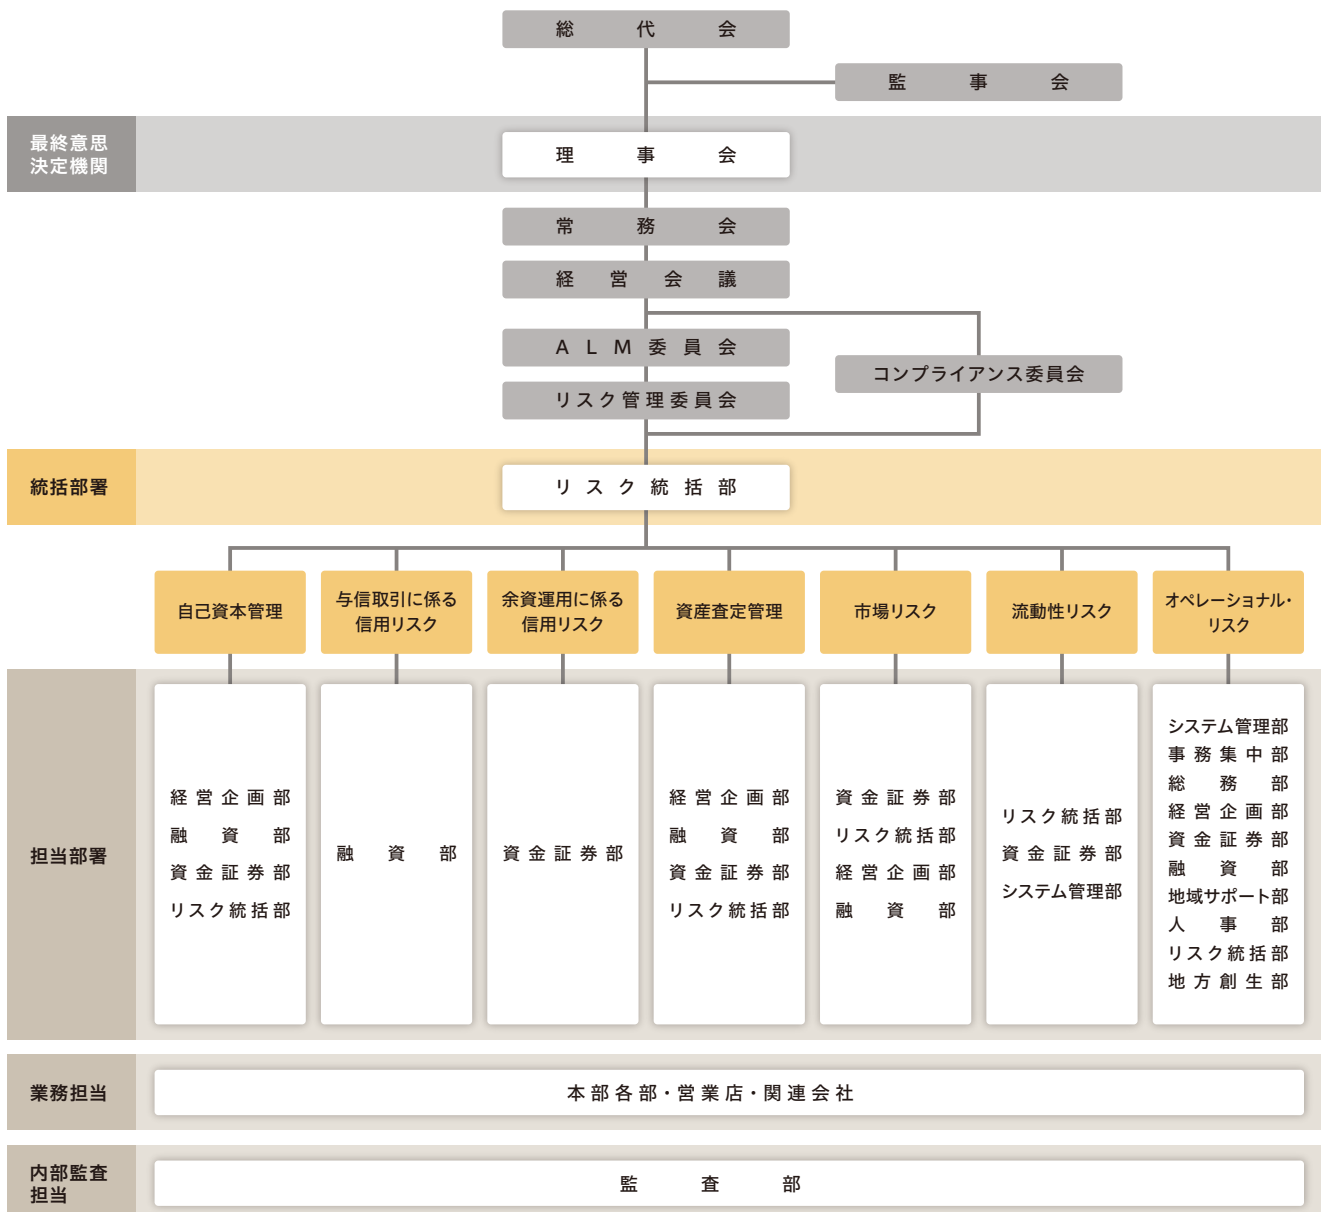 総代会
監事会
最終意思
決定機関
理事会
常務会
経営会議
ALM委員会
コンプライアンス委員会
リスク管理委員会
統括部署
リスク統括部
自己資本管理
与信取引に係る
信用リスク
余資運用に係る
信用リスク
資産査定管理
市場リスク
流動性リスク
オペレーショナル・
リスク
担当部署
経営企画部
融資部
資金証券部
リスク統括部
融資部
資金証券部
経営企画部
融資部
資金証券部
リスク統括部
資金証券部
リスク統括部
経営企画部
融資部
リスク統括部
資金証券部
システム管理部
システム管理部
事務集中部
総務部
経営企画部
資金証券部
融資部
地域サポート部
人事部
リスク統括部
地方創生部
業務担当
本部各部・営業店・関連会社
内部監査
担当
監査部